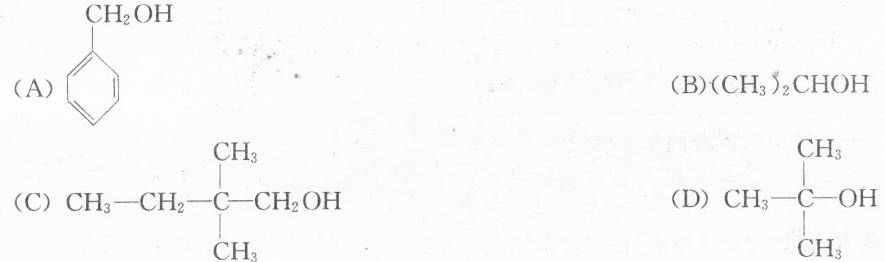 CH₂OH
(A)
(B) (CH₃)₂CHOH
CH₃
(C) CH₃—CH₂—C—CH₂OH
CH₃
CH₃
(D) CH₃—C—OH
CH₃